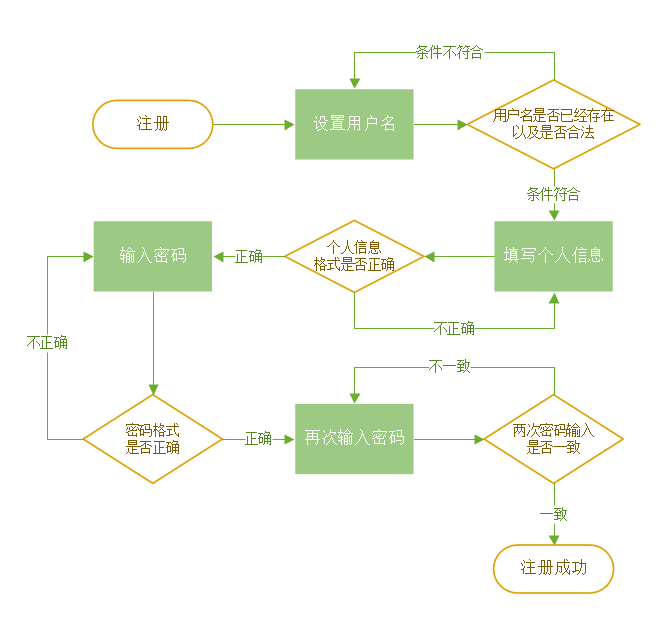 条件不符合
注册
设置用户名
用户名是否已经存在
以及是否合法
条件符合
输入密码
正确
个人信息
格式是否正确
填写个人信息
不正确
不正确
不一致
密码格式
是否正确
正确
再次输入密码
两次密码输入
是否一致
一致
注册成功